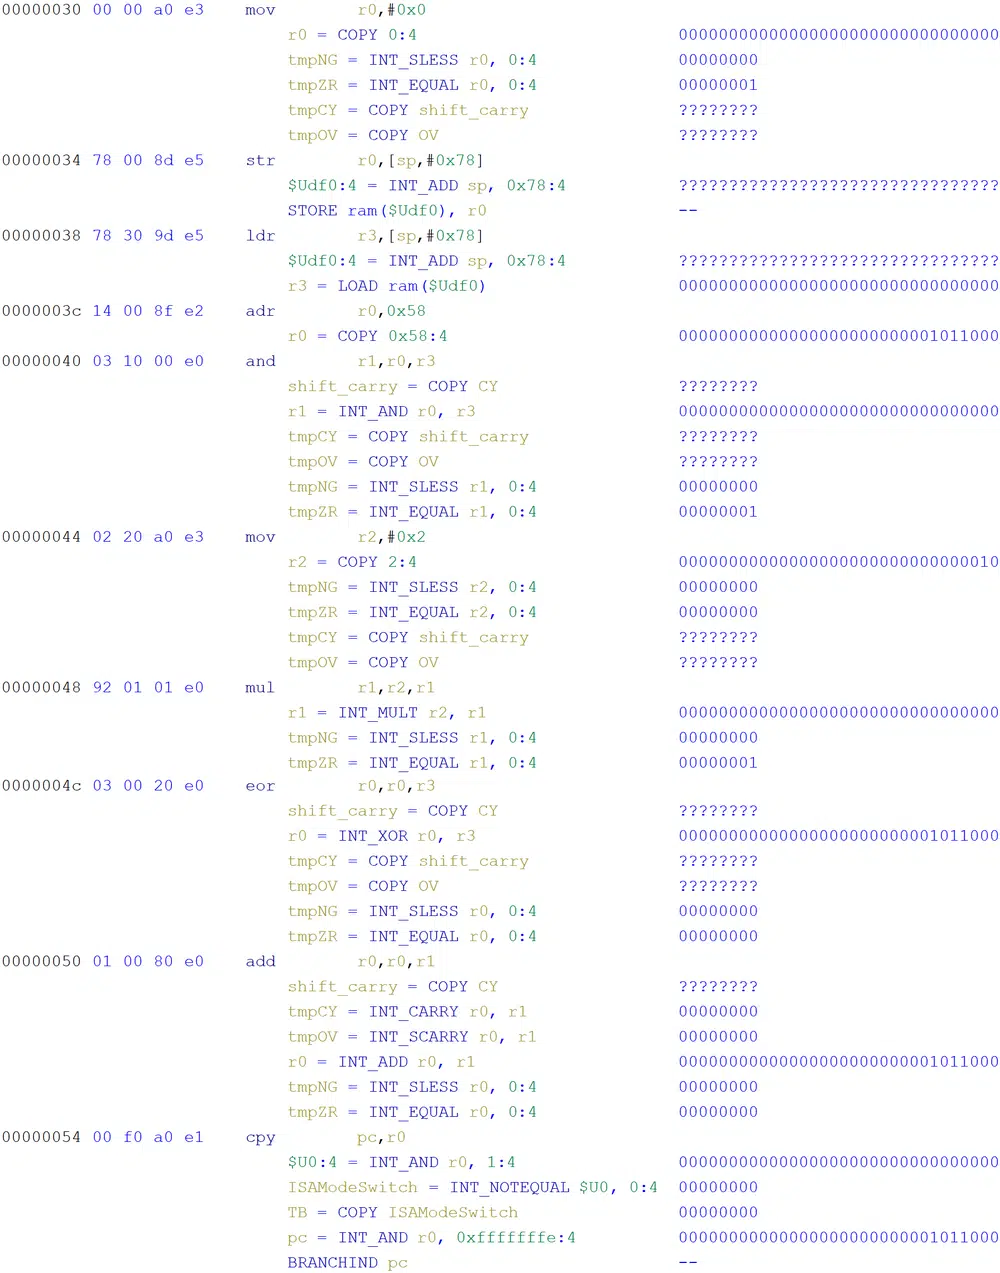 00000030 00 00 a0 e3 mov r0,#0x0
r0 = COPY 0:4 00000000000000000000000000000000
tmpNG = INT_SLESS r0, 0:4 00000000
tmpZR = INT_EQUAL r0, 0:4 00000001
tmpCY = COPY shift_carry ????????
tmpOV = COPY OV ????????
00000034 78 00 8d e5 str r0,[sp,#0x78]
$Udf0:4 = INT_ADD sp, 0x78:4 ????????????????????????????????
STORE ram($Udf0), r0 --
00000038 78 30 9d e5 ldr r3,[sp,#0x78]
$Udf0:4 = INT_ADD sp, 0x78:4 ????????????????????????????????
r3 = LOAD ram($Udf0) 00000000000000000000000000000000
0000003c 14 00 8f e2 adr r0,0x58
r0 = COPY 0x58:4 00000000000000000000000001011000
00000040 03 10 00 e0 and r1,r0,r3
shift_carry = COPY CY ????????
r1 = INT_AND r0, r3 00000000000000000000000000000000
tmpCY = COPY shift_carry ????????
tmpOV = COPY OV ????????
tmpNG = INT_SLESS r1, 0:4 00000000
tmpZR = INT_EQUAL r1, 0:4 00000001
00000044 02 20 a0 e3 mov r2,#0x2
r2 = COPY 2:4 00000000000000000000000000000010
tmpNG = INT_SLESS r2, 0:4 00000000
tmpZR = INT_EQUAL r2, 0:4 00000000
tmpCY = COPY shift_carry ????????
tmpOV = COPY OV ????????
00000048 92 01 01 e0 mul r1,r2,r1
r1 = INT_MULT r2, r1 00000000000000000000000000000000
tmpNG = INT_SLESS r1, 0:4 00000000
tmpZR = INT_EQUAL r1, 0:4 00000001
0000004c 03 00 20 e0 eor r0,r0,r3
shift_carry = COPY CY ????????
r0 = INT_XOR r0, r3 00000000000000000000000001011000
tmpCY = COPY shift_carry ????????
tmpOV = COPY OV ????????
tmpNG = INT_SLESS r0, 0:4 00000000
tmpZR = INT_EQUAL r0, 0:4 00000000
00000050 01 00 80 e0 add r0,r0,r1
shift_carry = COPY CY ????????
tmpCY = INT_CARRY r0, r1 00000000
tmpOV = INT_SCARRY r0, r1 00000000
r0 = INT_ADD r0, r1 00000000000000000000000001011000
tmpNG = INT_SLESS r0, 0:4 00000000
tmpZR = INT_EQUAL r0, 0:4 00000000
00000054 00 f0 a0 e1 cpy pc,r0
$U0:4 = INT_AND r0, 1:4 00000000000000000000000000000000
ISAModeSwitch = INT_NOTEQUAL $U0, 0:4 00000000
TB = COPY ISAModeSwitch 00000000
pc = INT_AND r0, 0xfffffffe:4 00000000000000000000000001011000
BRANCHIND pc --